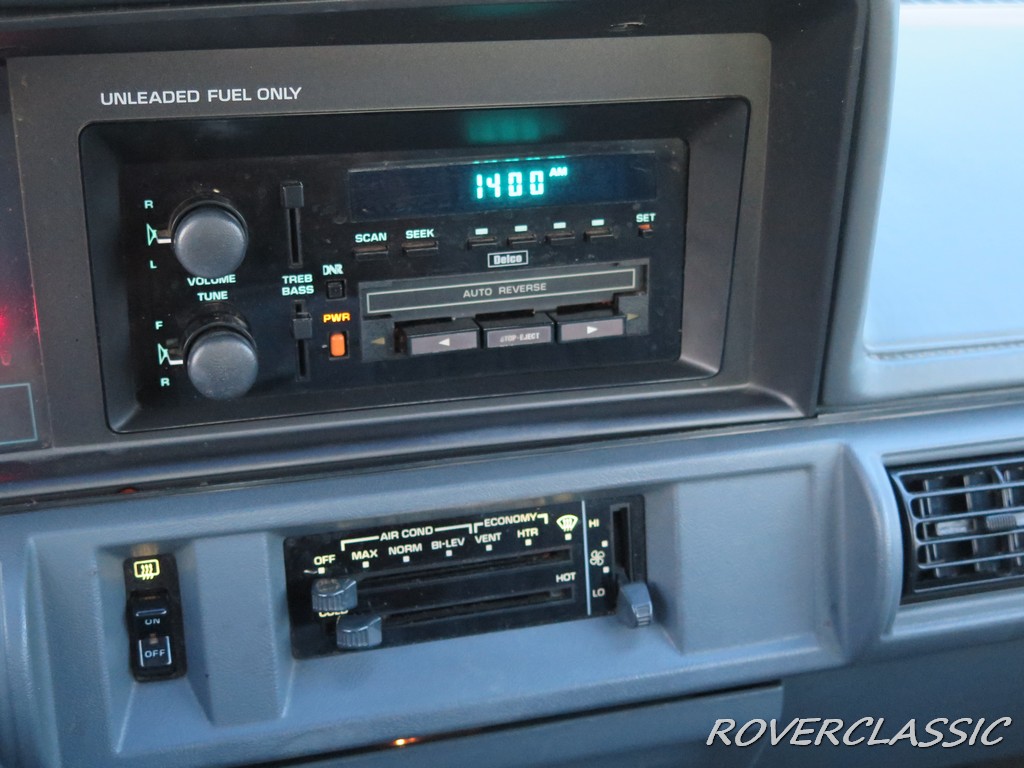 UNLEADED FUEL ONLY
1400 AM
R
L
VOLUME
TUNE
F
R
TREB
BASS
DNR
PWR
SCAN
SEEK
SET
Delco
AUTO REVERSE
STOP-EJECT
ON
OFF
AIR COND
ECONOMY
OFF
MAX
NORM
BI-LEV
VENT
HTR
HI
HOT
LO
COLD
ROVERCLASSIC